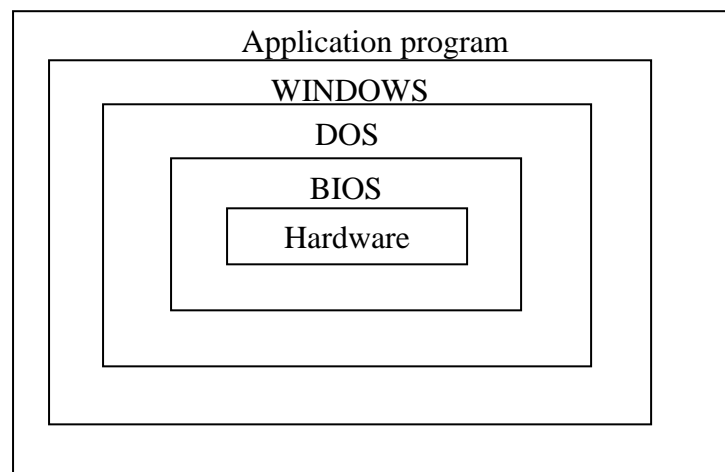 Application program
WINDOWS
DOS
BIOS
Hardware